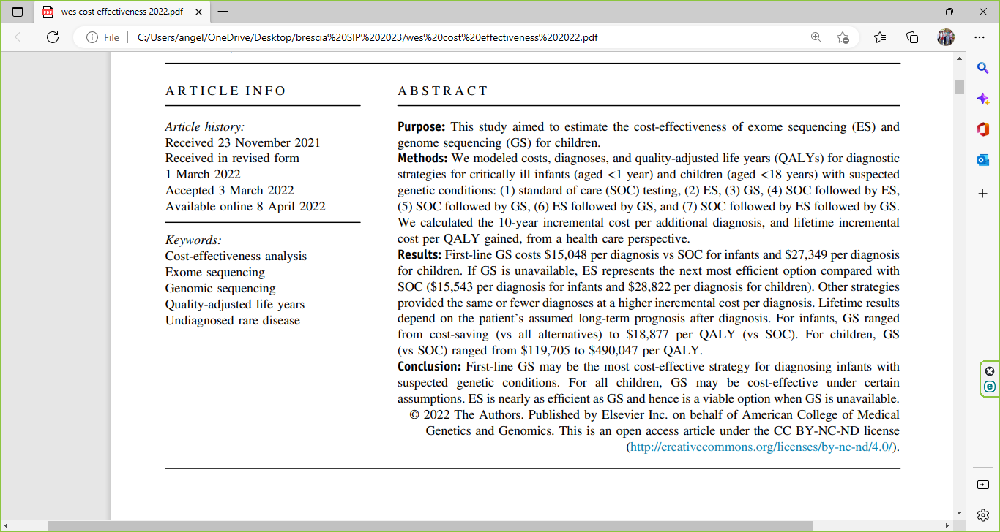 wes cost effectiveness 2022.pdf
File
C:/Users/angel/OneDrive/Desktop/brescia%20SIP%202023/wes%20cost%20effectiveness%202022.pdf
ARTICLE INFO
Article history:
Received 23 November 2021
Received in revised form
1 March 2022
Accepted 3 March 2022
Available online 8 April 2022
Keywords:
Cost-effectiveness analysis
Exome sequencing
Genomic sequencing
Quality-adjusted life years
Undiagnosed rare disease
ABSTRACT
Purpose: This study aimed to estimate the cost-effectiveness of exome sequencing (ES) and
genome sequencing (GS) for children.
Methods: We modeled costs, diagnoses, and quality-adjusted life years (QALYs) for diagnostic
strategies for critically ill infants (aged <1 year) and children (aged <18 years) with suspected
genetic conditions: (1) standard of care (SOC) testing, (2) ES, (3) GS, (4) SOC followed by ES,
(5) SOC followed by GS, (6) ES followed by GS, and (7) SOC followed by ES followed by GS.
We calculated the 10-year incremental cost per additional diagnosis, and lifetime incremental
cost per QALY gained, from a health care perspective.
Results: First-line GS costs $15,048 per diagnosis vs SOC for infants and $27,349 per diagnosis
for children. If GS is unavailable, ES represents the next most efficient option compared with
SOC ($15,543 per diagnosis for infants and $28,822 per diagnosis for children). Other strategies
provided the same or fewer diagnoses at a higher incremental cost per diagnosis. Lifetime results
depend on the patient's assumed long-term prognosis after diagnosis. For infants, GS ranged
from cost-saving (vs all alternatives) to $18,877 per QALY (vs SOC). For children, GS
(vs SOC) ranged from $119,705 to $490,047 per QALY.
Conclusion: First-line GS may be the most cost-effective strategy for diagnosing infants with
suspected genetic conditions. For all children, GS may be cost-effective under certain
assumptions. ES is nearly as efficient as GS and hence is a viable option when GS is unavailable.
© 2022 The Authors. Published by Elsevier Inc. on behalf of American College of Medical
Genetics and Genomics. This is an open access article under the CC BY-NC-ND license
(http://creativecommons.org/licenses/by-nc-nd/4.0/).